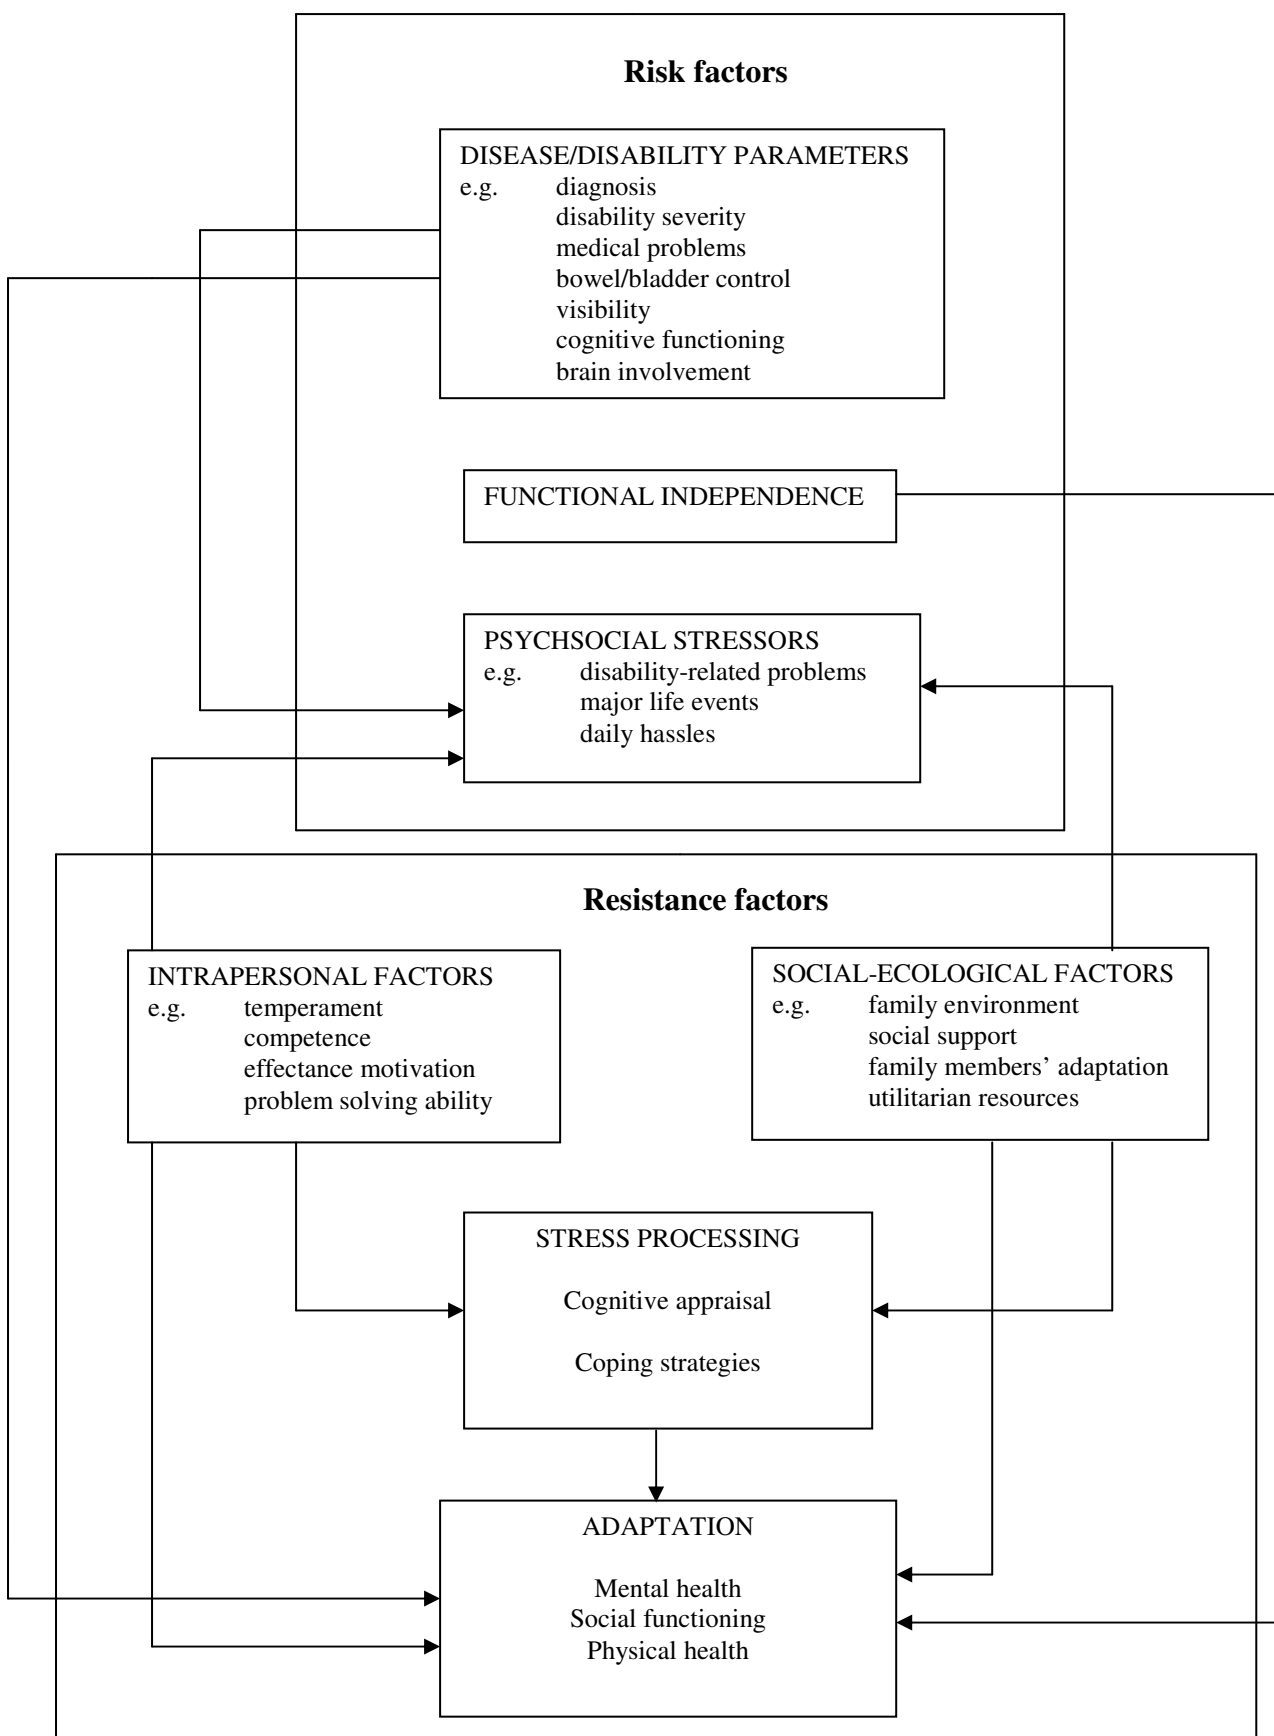 Risk factors
DISEASE/DISABILITY PARAMETERS
e.g. diagnosis
disability severity
medical problems
bowel/bladder control
visibility
cognitive functioning
brain involvement
FUNCTIONAL INDEPENDENCE
PSYCHSOCIAL STRESSORS
e.g. disability-related problems
major life events
daily hassles
Resistance factors
INTRAPERSONAL FACTORS
e.g. temperament
competence
effectance motivation
problem solving ability
SOCIAL-ECOLOGICAL FACTORS
e.g. family environment
social support
family members’ adaptation
utilitarian resources
STRESS PROCESSING
Cognitive appraisal
Coping strategies
ADAPTATION
Mental health
Social functioning
Physical health